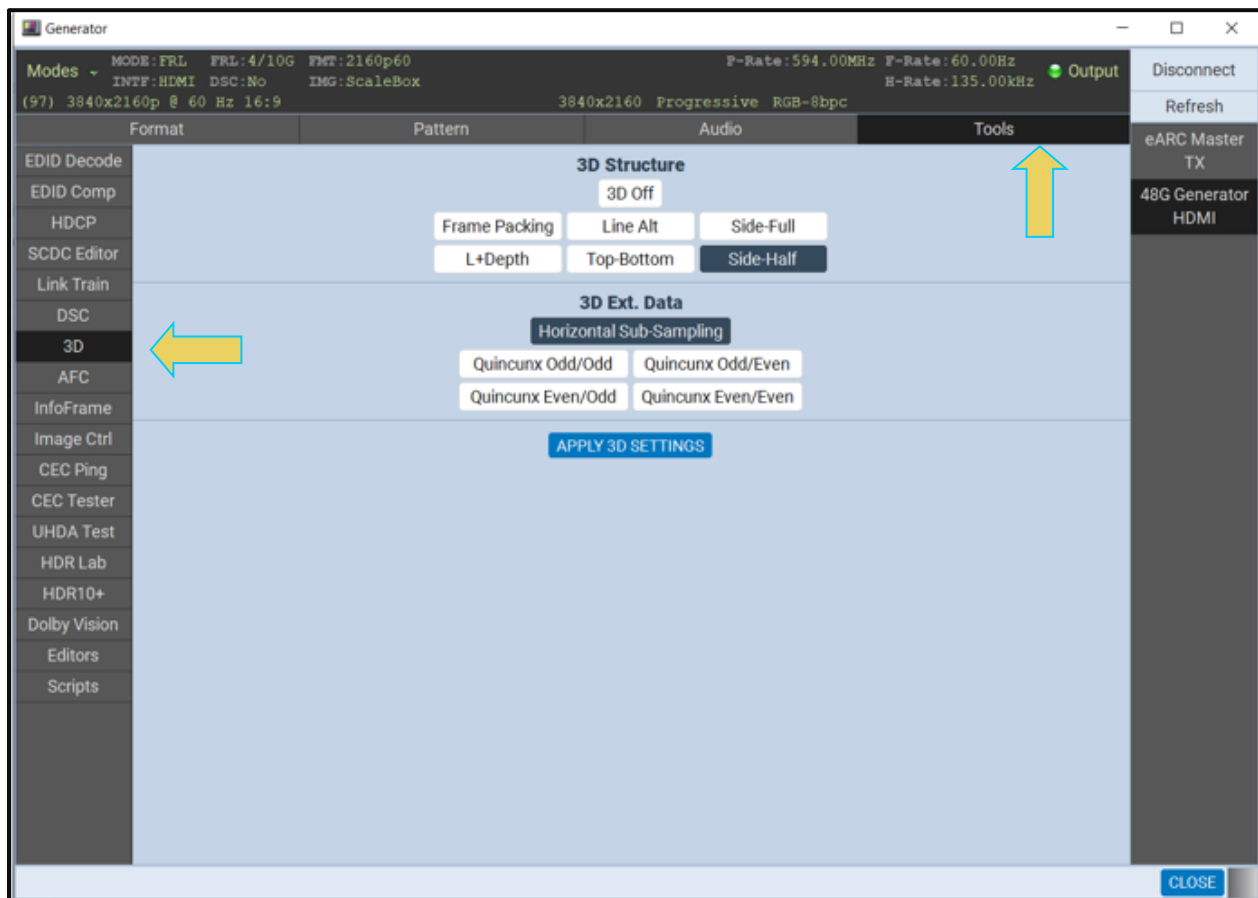 Generator
Modes MODE:FRL FRL:4/10G FMT:2160p60 P-Rate:594.00MHz F-Rate:60.00Hz Output
INTF:HDMI DSC:No IMG:ScaleBox H-Rate:135.00kHz
(97) 3840x2160p @ 60 Hz 16:9 3840x2160 Progressive RGB-8bpc
Disconnect
Refresh
eARC Master
TX
48G Generator
HDMI
Format Pattern Audio Tools
EDID Decode
EDID Comp
HDCP
SCDC Editor
Link Train
DSC
3D
AFC
InfoFrame
Image Ctrl
CEC Ping
CEC Tester
UHDA Test
HDR Lab
HDR10+
Dolby Vision
Editors
Scripts
3D Structure
3D Off
Frame Packing Line Alt Side-Full
L+Depth Top-Bottom Side-Half
3D Ext. Data
Horizontal Sub-Sampling
Quincunx Odd/Odd Quincunx Odd/Even
Quincunx Even/Odd Quincunx Even/Even
APPLY 3D SETTINGS
CLOSE